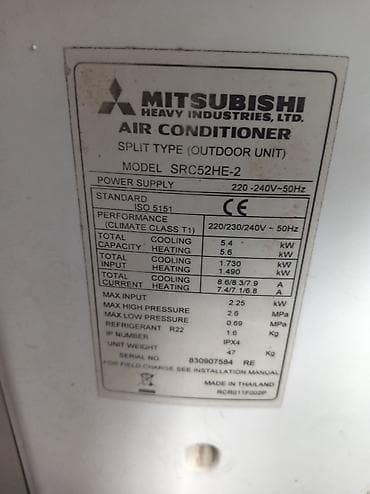 MITSUBISHI
HEAVY INDUSTRIES, LTD.
AIR CONDITIONER
SPLIT TYPE (OUTDOOR UNIT)
MODEL SRC52HE-2
POWER SUPPLY 220 -240V~50Hz
STANDARD
ISO 5151 CE
PERFORMANCE
(CLIMATE CLASS T1) 220/230/240V ~ 50Hz
TOTAL COOLING 5.4 kW
CAPACITY HEATING 5.6 kW
TOTAL COOLING 1.730 kW
INPUT HEATING 1.490 kW
TOTAL COOLING 8.6/8.3/7.9 A
CURRENT HEATING 7.4/7.1/6.8 A
MAX.INPUT 2.25 kW
MAX HIGH PRESSURE 2.6 MPa
MAX.LOW PRESSURE 0.69 MPa
REFRIGERANT R22 1.6 Kg
IP NUMBER IPX4
UNIT WEIGHT 47 Kg
SERIAL NO. 830907584 RE
FOR FIELD CHARGE SEE INSTALLATION MANUAL
MADE IN THAILAND
RCR011F002P